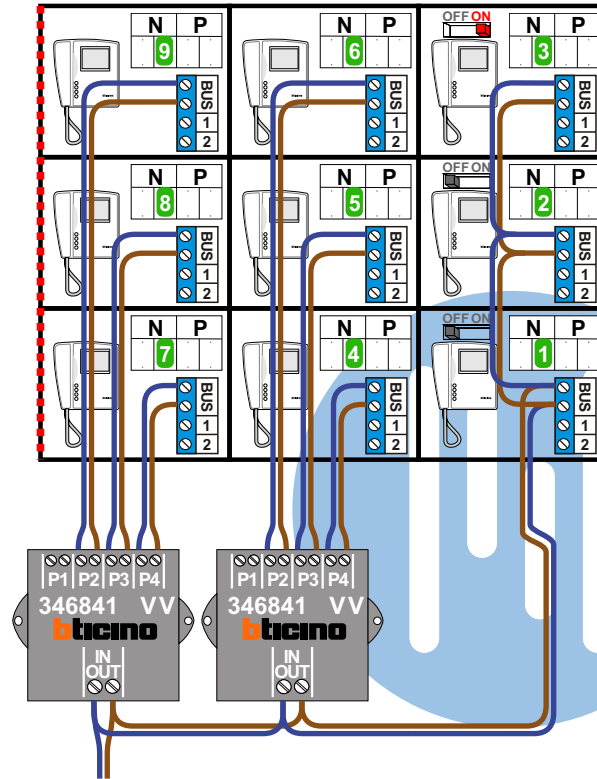 N P
9
BUS
1
2
N P
6
BUS
1
2
OFF ON
N P
3
BUS
1
2
N P
8
BUS
1
2
N P
5
BUS
1
2
OFF ON
N P
2
BUS
1
2
N P
7
BUS
1
2
N P
4
BUS
1
2
OFF ON
N P
1
BUS
1
2
P1 P2 P3 P4
346841 VV
bticino
IN
OUT
P1 P2 P3 P4
346841 VV
bticino
IN
OUT